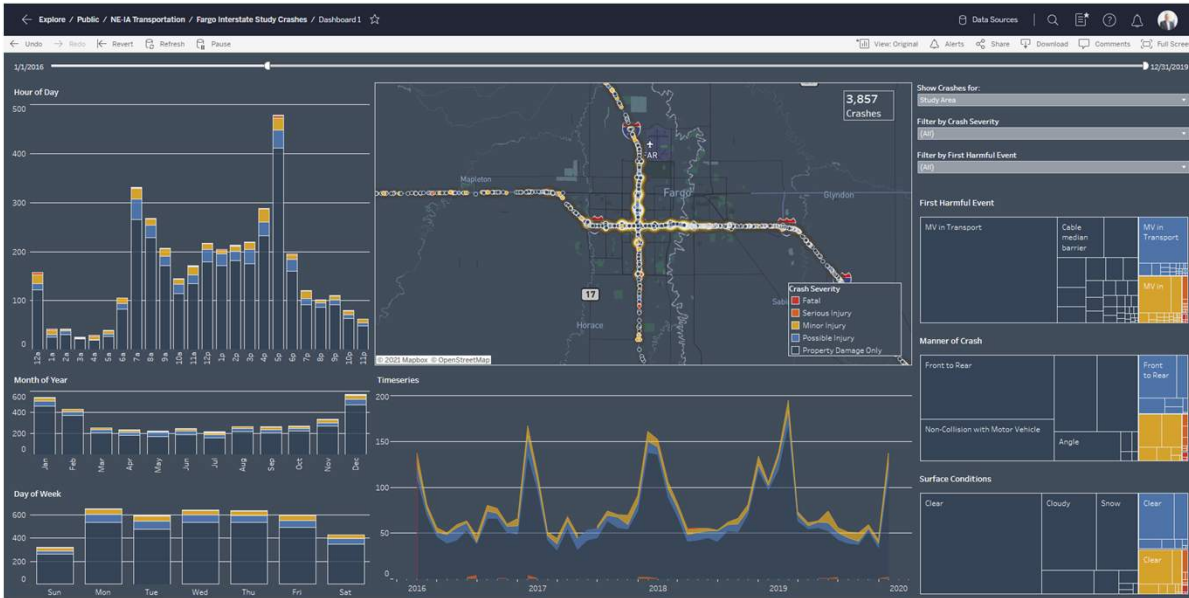 Explore / Public / NE-IA Transportation / Fargo Interstate Study Crashes / Dashboard 1
Data Sources
Undo Redo Revert Refresh Pause
View: Original Alerts Share Download Comments Full Scree
1/1/2016 12/31/2019
Hour of Day
500
400
300
200
100
0
12a 1a 2a 3a 4a 5a 6a 7a 8a 9a 10a 11a 12p 1p 2p 3p 4p 5p 6p 7p 8p 9p 10p 11p
3,857
Crashes
FAR
Mapleton
Fargo
Glyndon
17
Horace
Sabi
Crash Severity
Fatal
Serious Injury
Minor Injury
Possible Injury
Property Damage Only
© 2021 Mapbox © OpenStreetMap
Show Crashes for:
Study Area
Filter by Crash Severity
(All)
Filter by First Harmful Event
(All)
First Harmful Event
MV in Transport
Cable
median
barrier
MV in
Transport
MV in
Month of Year
600
400
200
0
Jan Feb Mar Apr May Jun Jul Aug Sep Oct Nov Dec
Timeseries
200
150
100
50
0
2016 2017 2018 2019 2020
Manner of Crash
Front to Rear
Front
to Rear
Non-Collision with Motor Vehicle
Angle
Day of Week
600
400
200
0
Sun Mon Tue Wed Thu Fri Sat
Surface Conditions
Clear
Cloudy
Snow
Clear
Clear